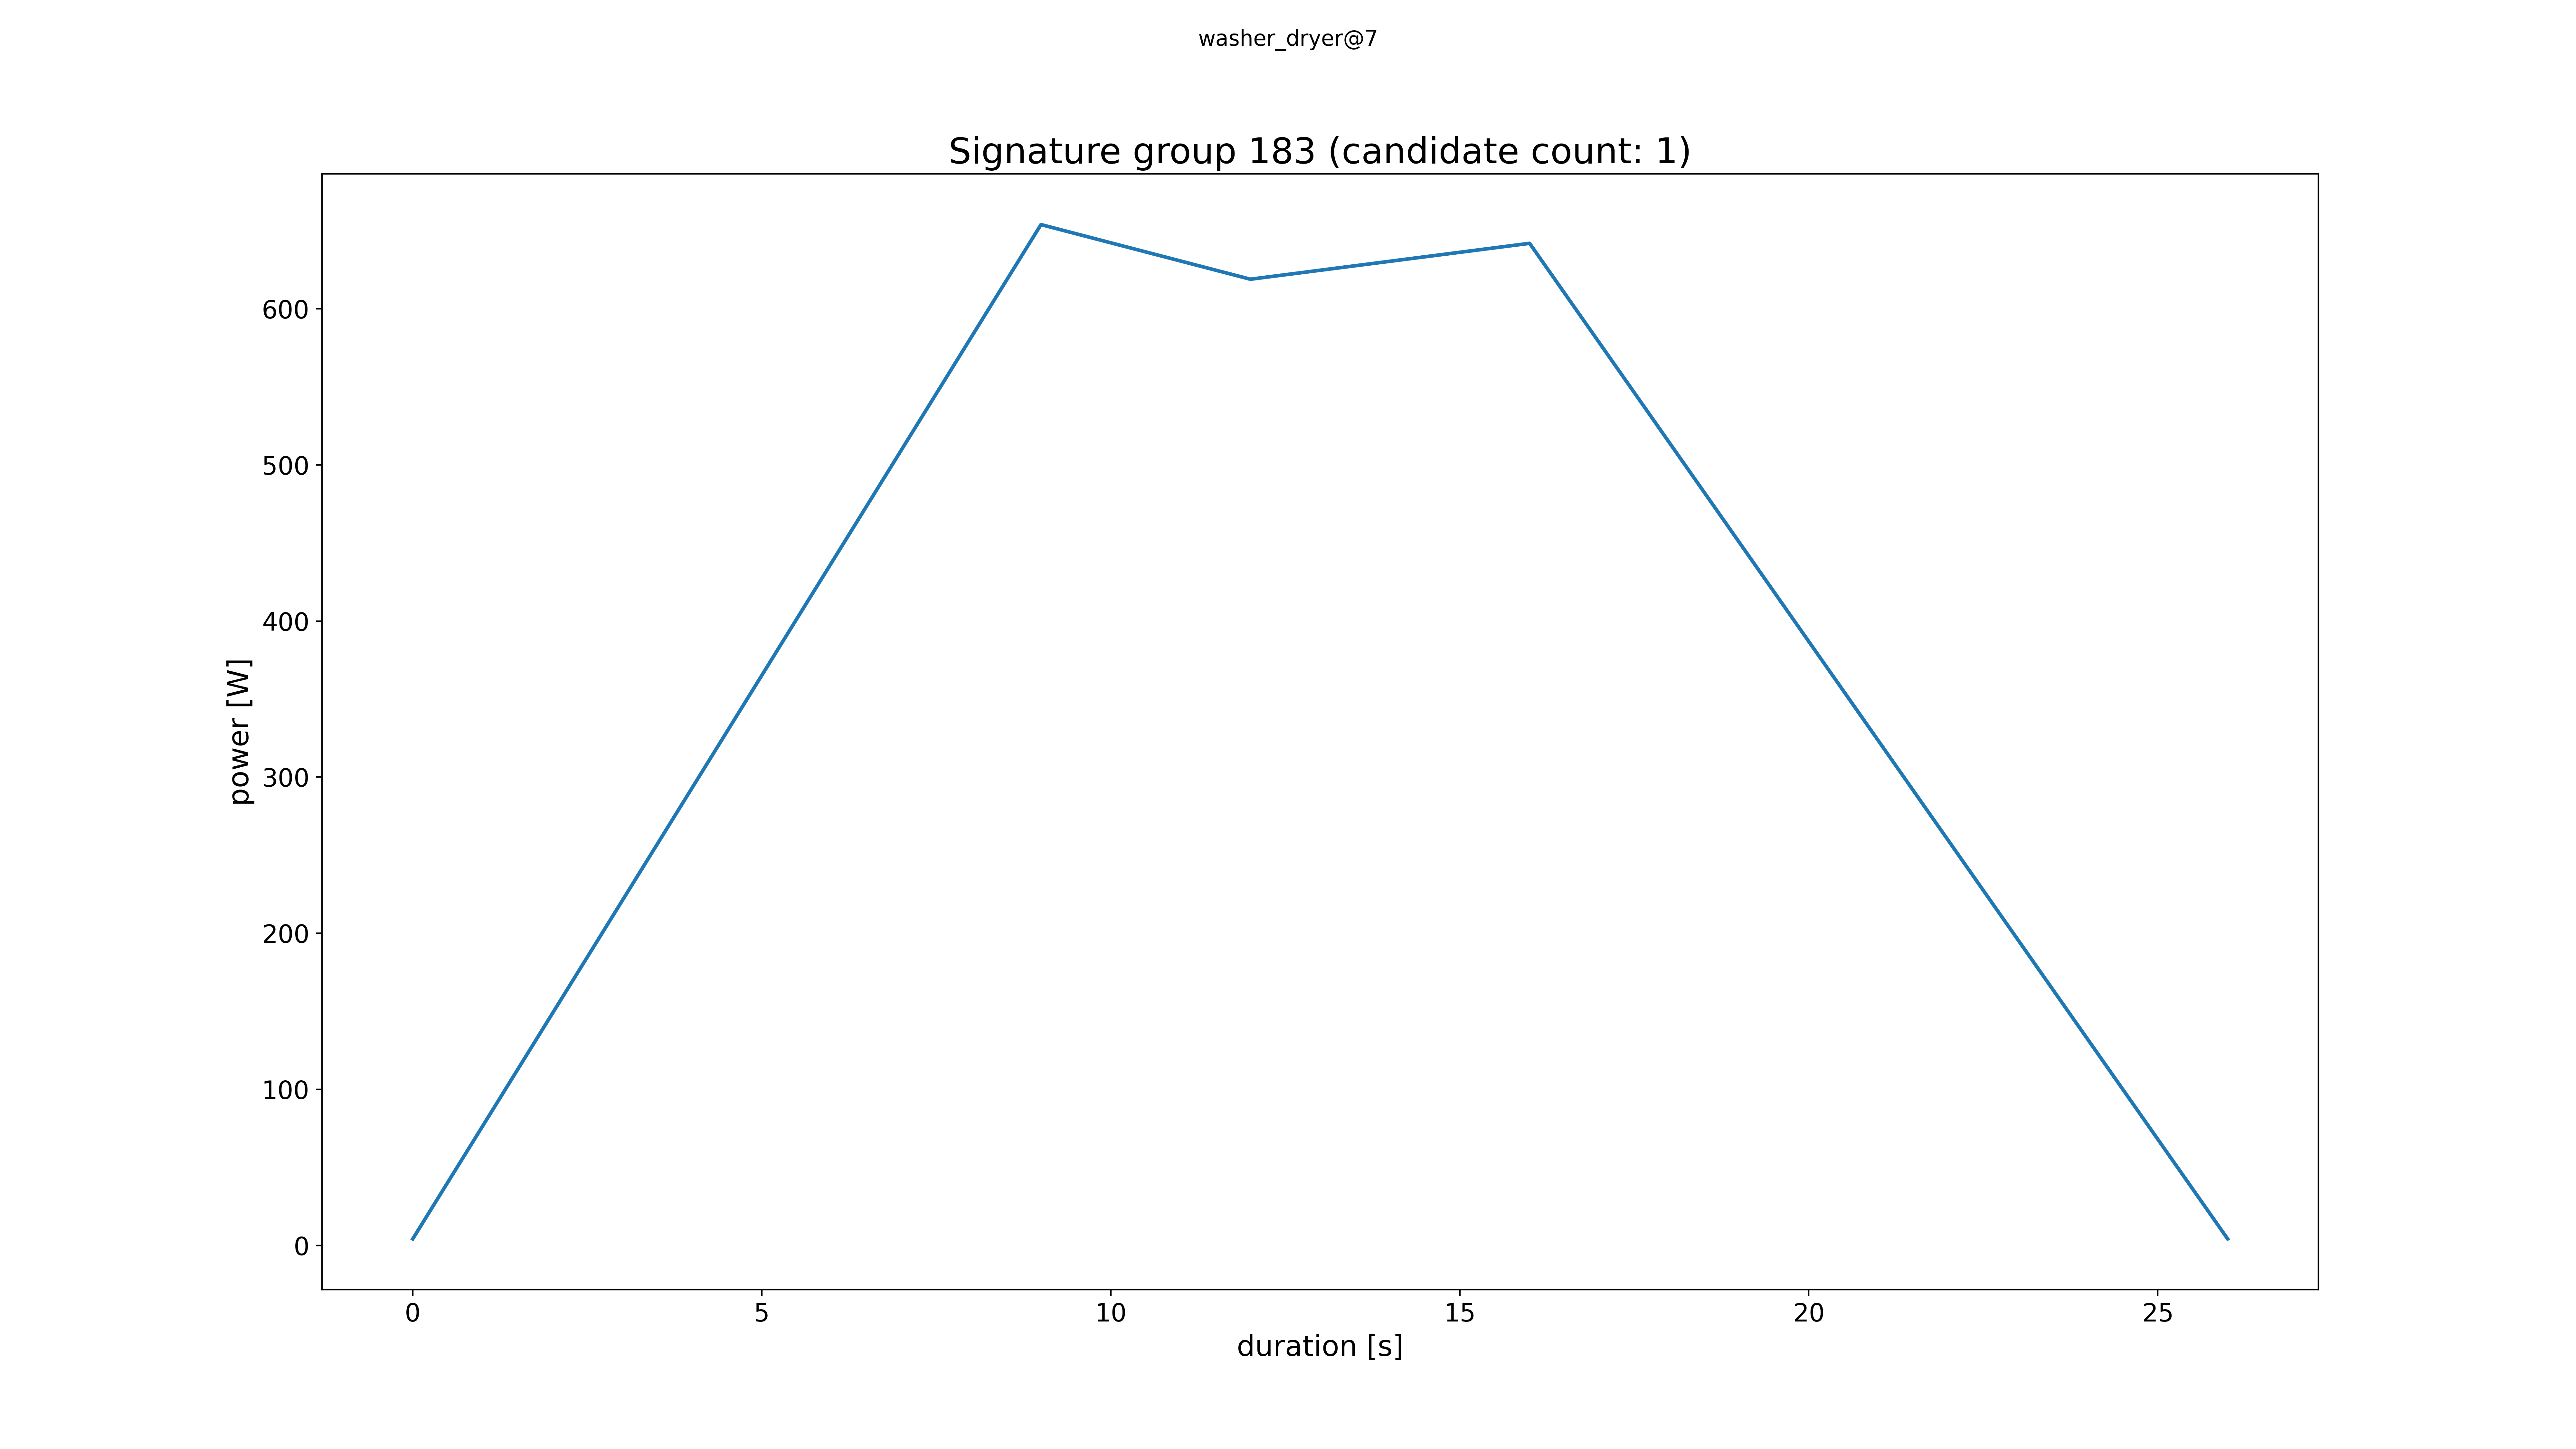 washer_dryer@7
Signature group 183 (candidate count: 1)
600
500
400
300
200
100
0
power [W]
0 5 10 15 20 25
duration [s]